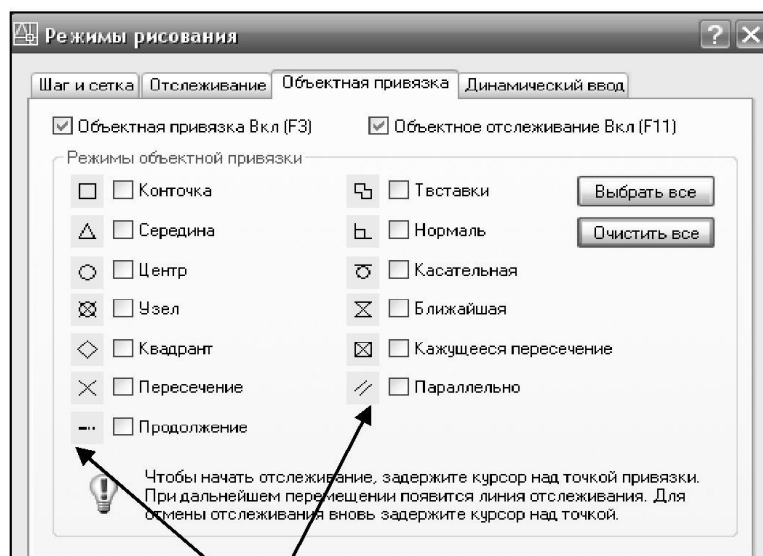 Режимы рисования
Шаг и сетка Отслеживание Объектная привязка Динамический ввод
Объектная привязка Вкл (F3) Объектное отслеживание Вкл (F11)
Режимы объектной привязки
Конточка Твставки Выбрать все
Середина Нормаль Очистить все
Центр Касательная
Узел Ближайшая
Квадрант Кажущееся пересечение
Пересечение Параллельно
Продолжение
Чтобы начать отслеживание, задержите курсор над точкой привязки.
При дальнейшем перемещении появится линия отслеживания. Для
отмены отслеживания вновь задержите курсор над точкой.